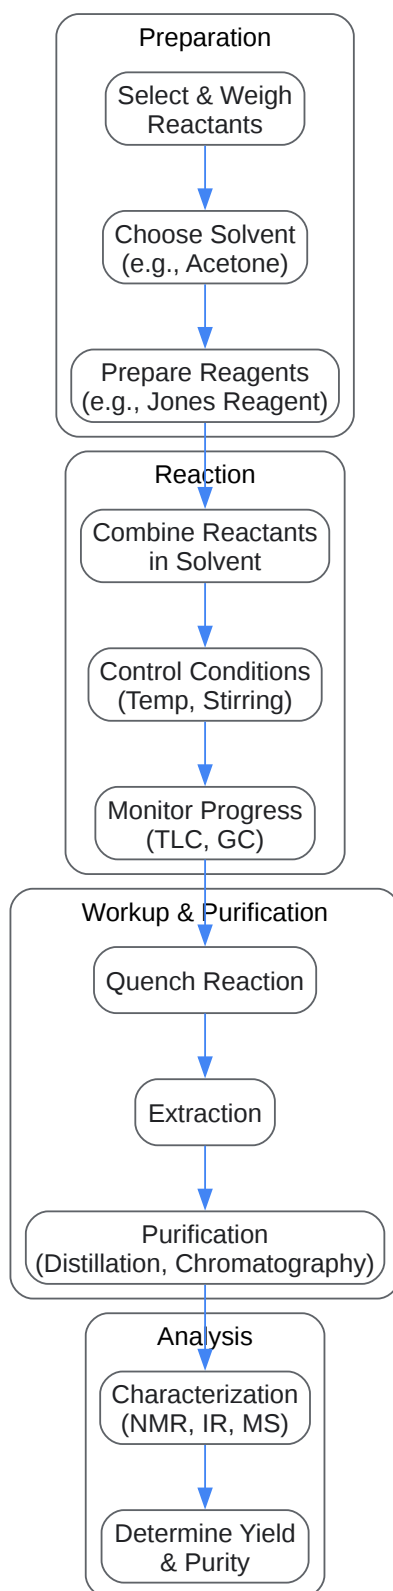 Preparation
Select & Weigh
Reactants
Choose Solvent
(e.g., Acetone)
Prepare Reagents
(e.g., Jones Reagent)
Reaction
Combine Reactants
in Solvent
Control Conditions
(Temp, Stirring)
Monitor Progress
(TLC, GC)
Workup & Purification
Quench Reaction
Extraction
Purification
(Distillation, Chromatography)
Analysis
Characterization
(NMR, IR, MS)
Determine Yield
& Purity